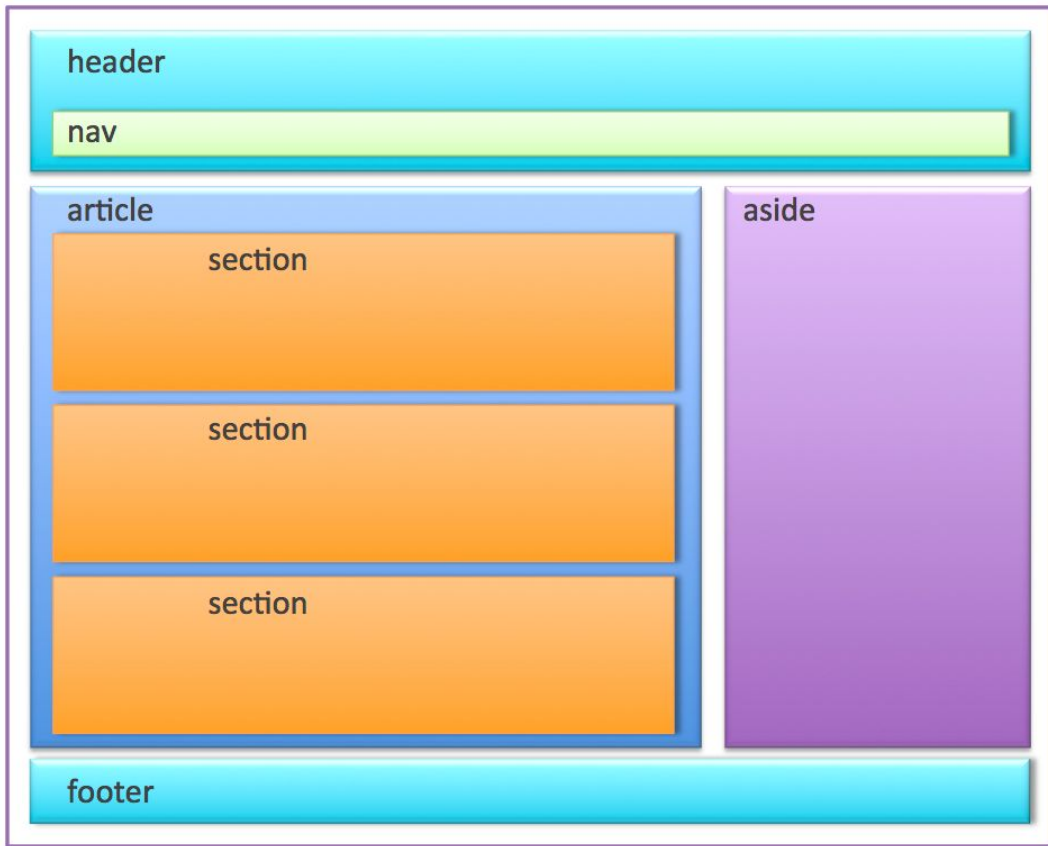 header
nav
article
section
section
section
aside
footer